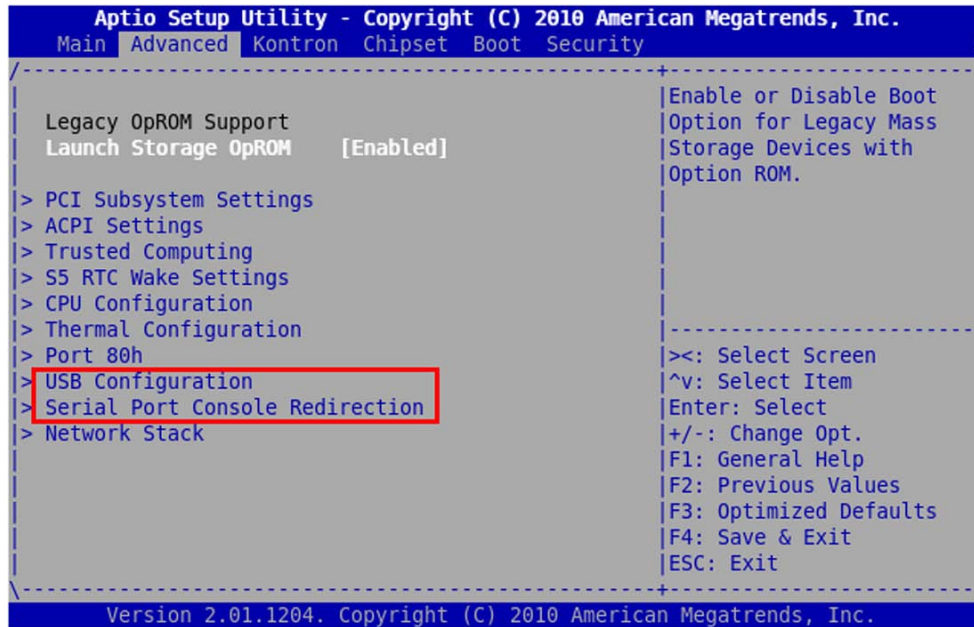 Aptio Setup Utility - Copyright (C) 2010 American Megatrends, Inc.
Main Advanced Kontron Chipset Boot Security
Legacy OpROM Support
Launch Storage OpROM [Enabled]
> PCI Subsystem Settings
> ACPI Settings
> Trusted Computing
> S5 RTC Wake Settings
> CPU Configuration
> Thermal Configuration
> Port 80h
> USB Configuration
> Serial Port Console Redirection
> Network Stack
Enable or Disable Boot
Option for Legacy Mass
Storage Devices with
Option ROM.
><: Select Screen
^v: Select Item
Enter: Select
+/-: Change Opt.
F1: General Help
F2: Previous Values
F3: Optimized Defaults
F4: Save & Exit
ESC: Exit
Version 2.01.1204. Copyright (C) 2010 American Megatrends, Inc.